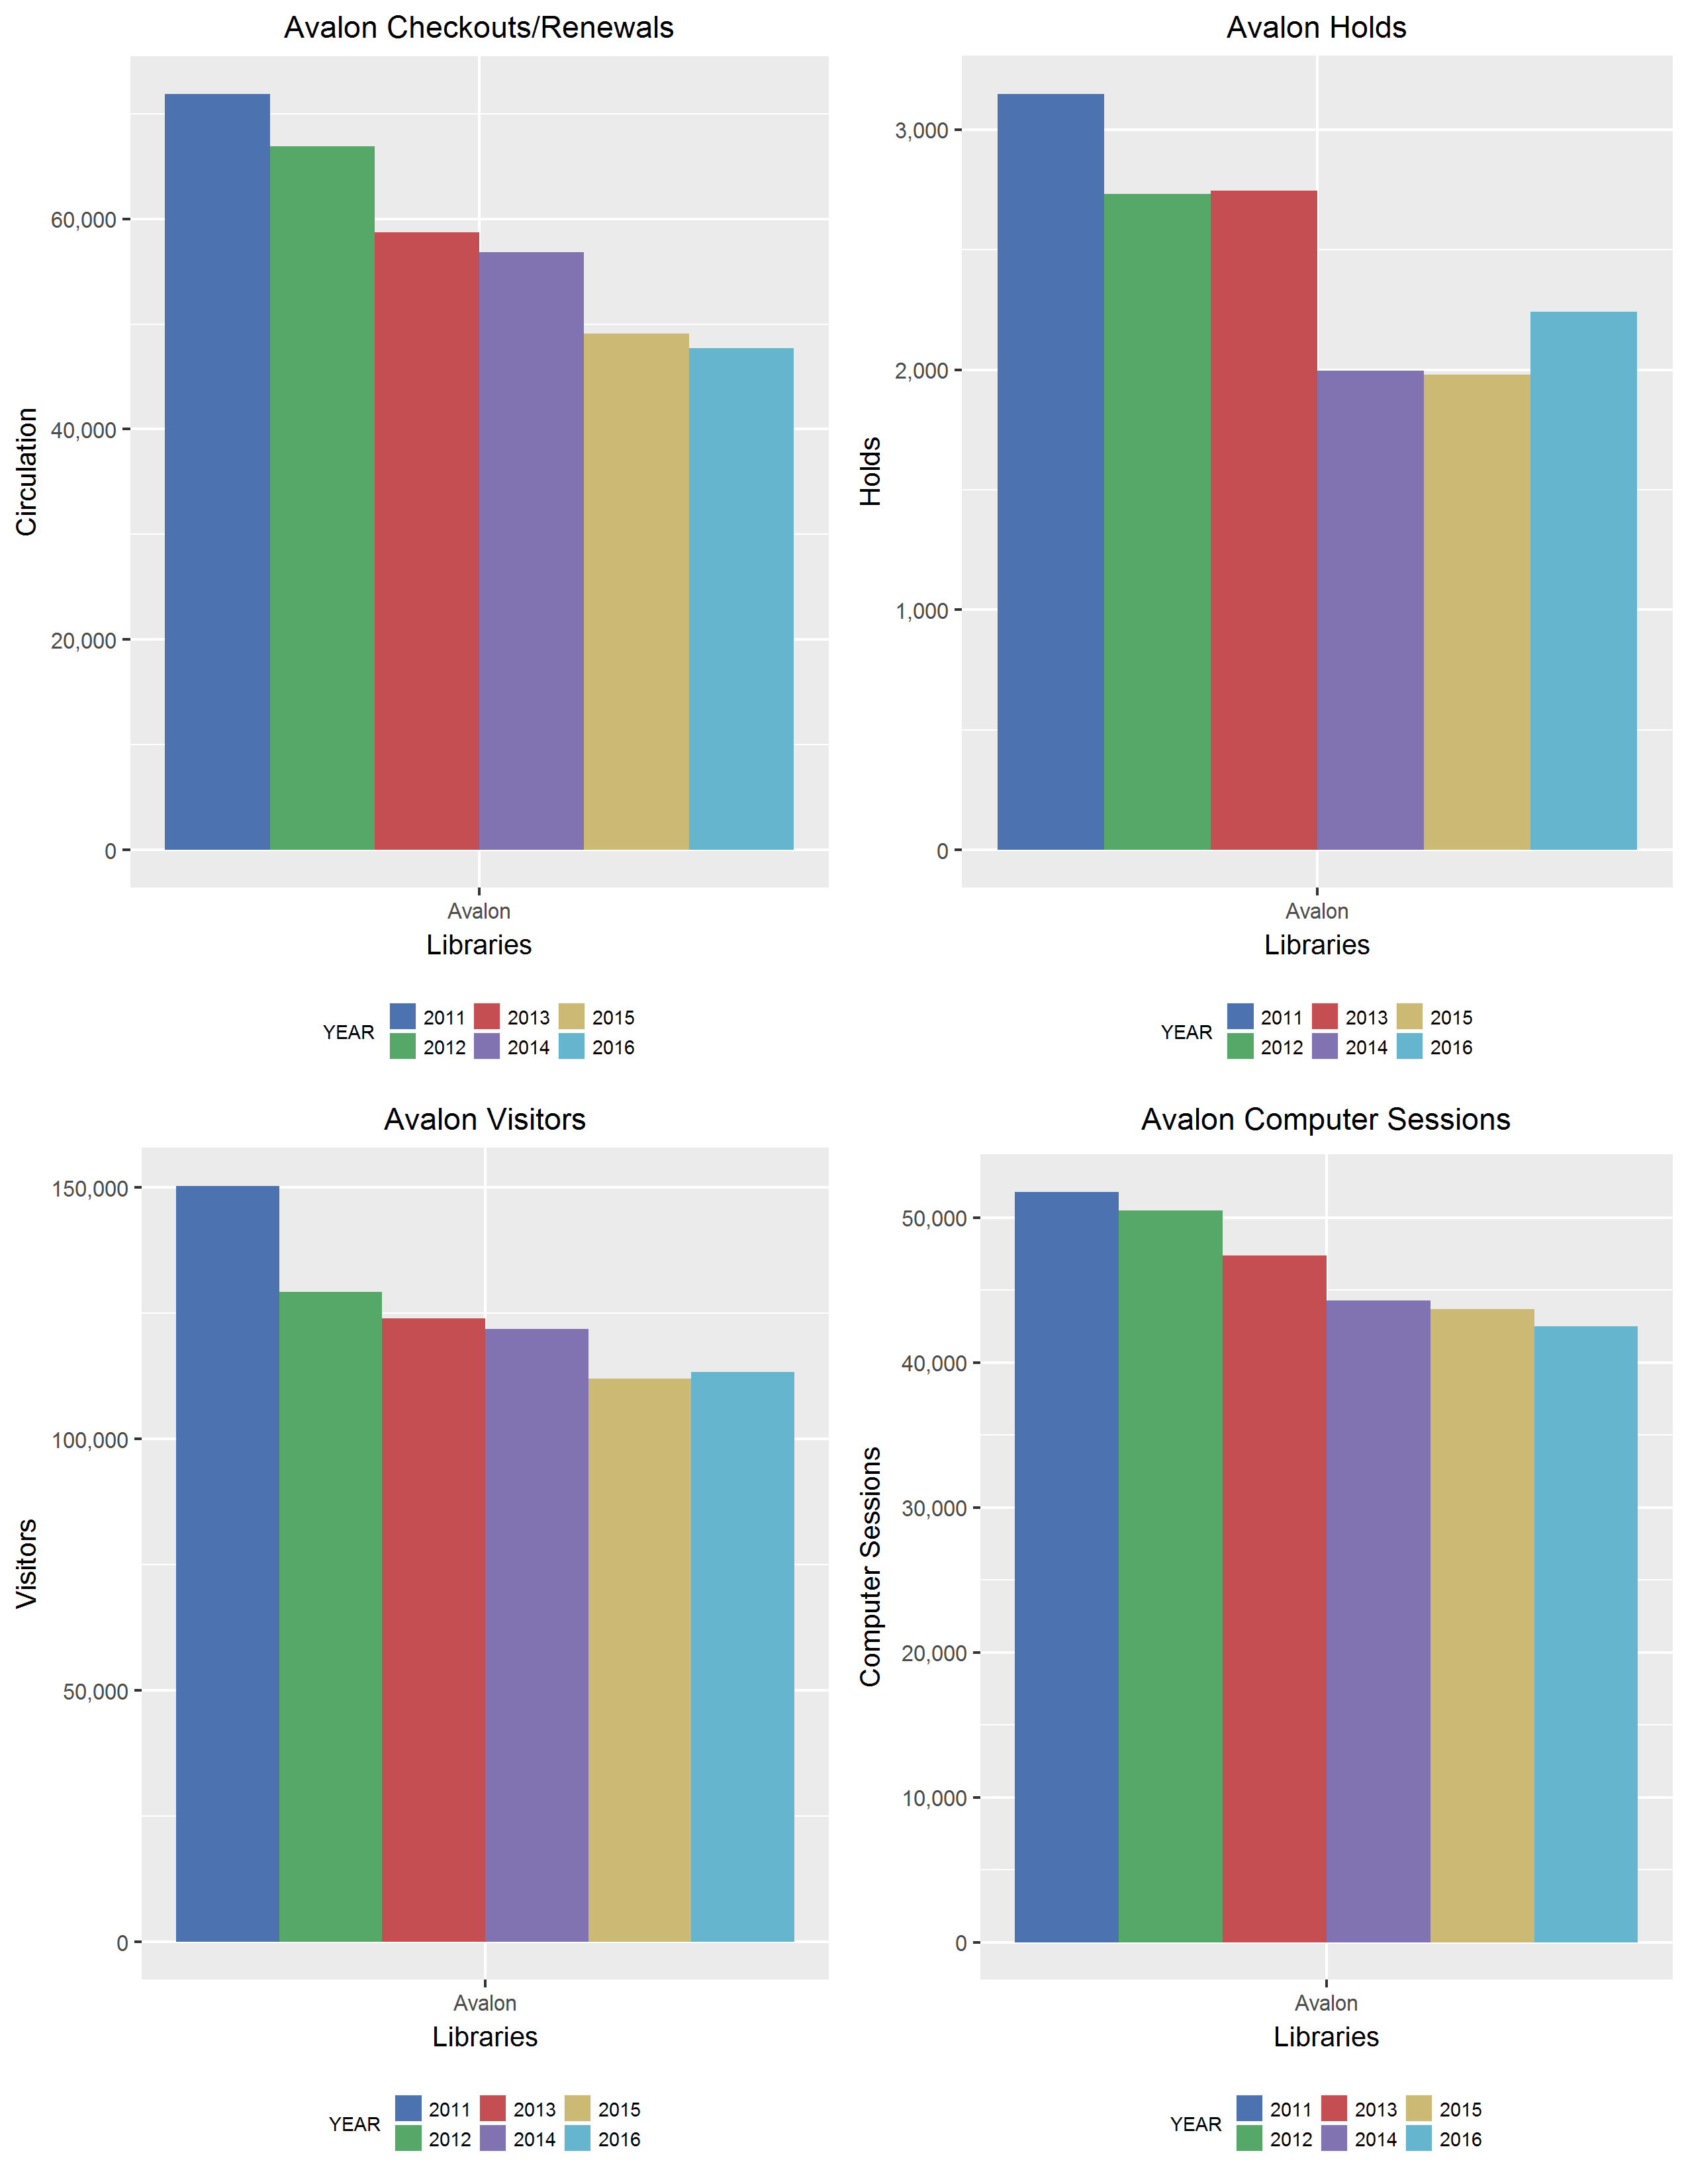 Avalon Checkouts/Renewals
Circulation
60,000
40,000
20,000
0
Avalon
Libraries
YEAR
2011 2013 2015
2012 2014 2016
Avalon Holds
Holds
3,000
2,000
1,000
0
Avalon
Libraries
YEAR
2011 2013 2015
2012 2014 2016
Avalon Visitors
Visitors
150,000
100,000
50,000
0
Avalon
Libraries
YEAR
2011 2013 2015
2012 2014 2016
Avalon Computer Sessions
Computer Sessions
50,000
40,000
30,000
20,000
10,000
0
Avalon
Libraries
YEAR
2011 2013 2015
2012 2014 2016